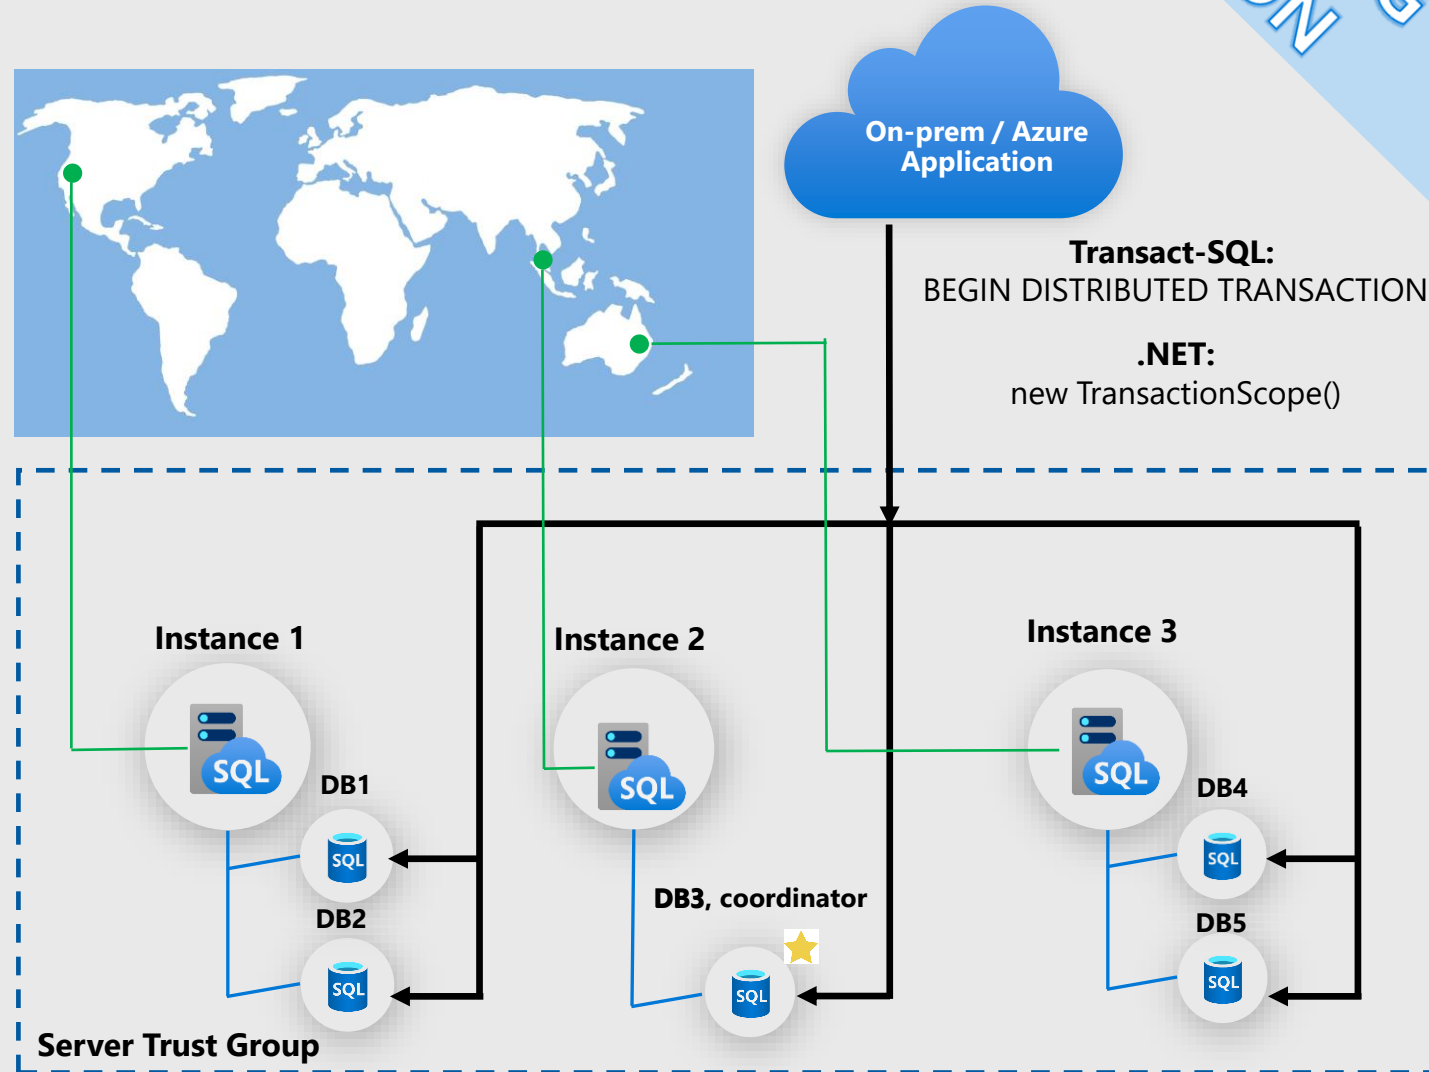 On-prem / Azure
Application
Transact-SQL:
BEGIN DISTRIBUTED TRANSACTION
.NET:
new TransactionScope()
Instance 1
Instance 2
Instance 3
SQL
SQL
SQL
DB1
SQL
DB2
SQL
DB3, coordinator
SQL
DB4
SQL
DB5
SQL
Server Trust Group